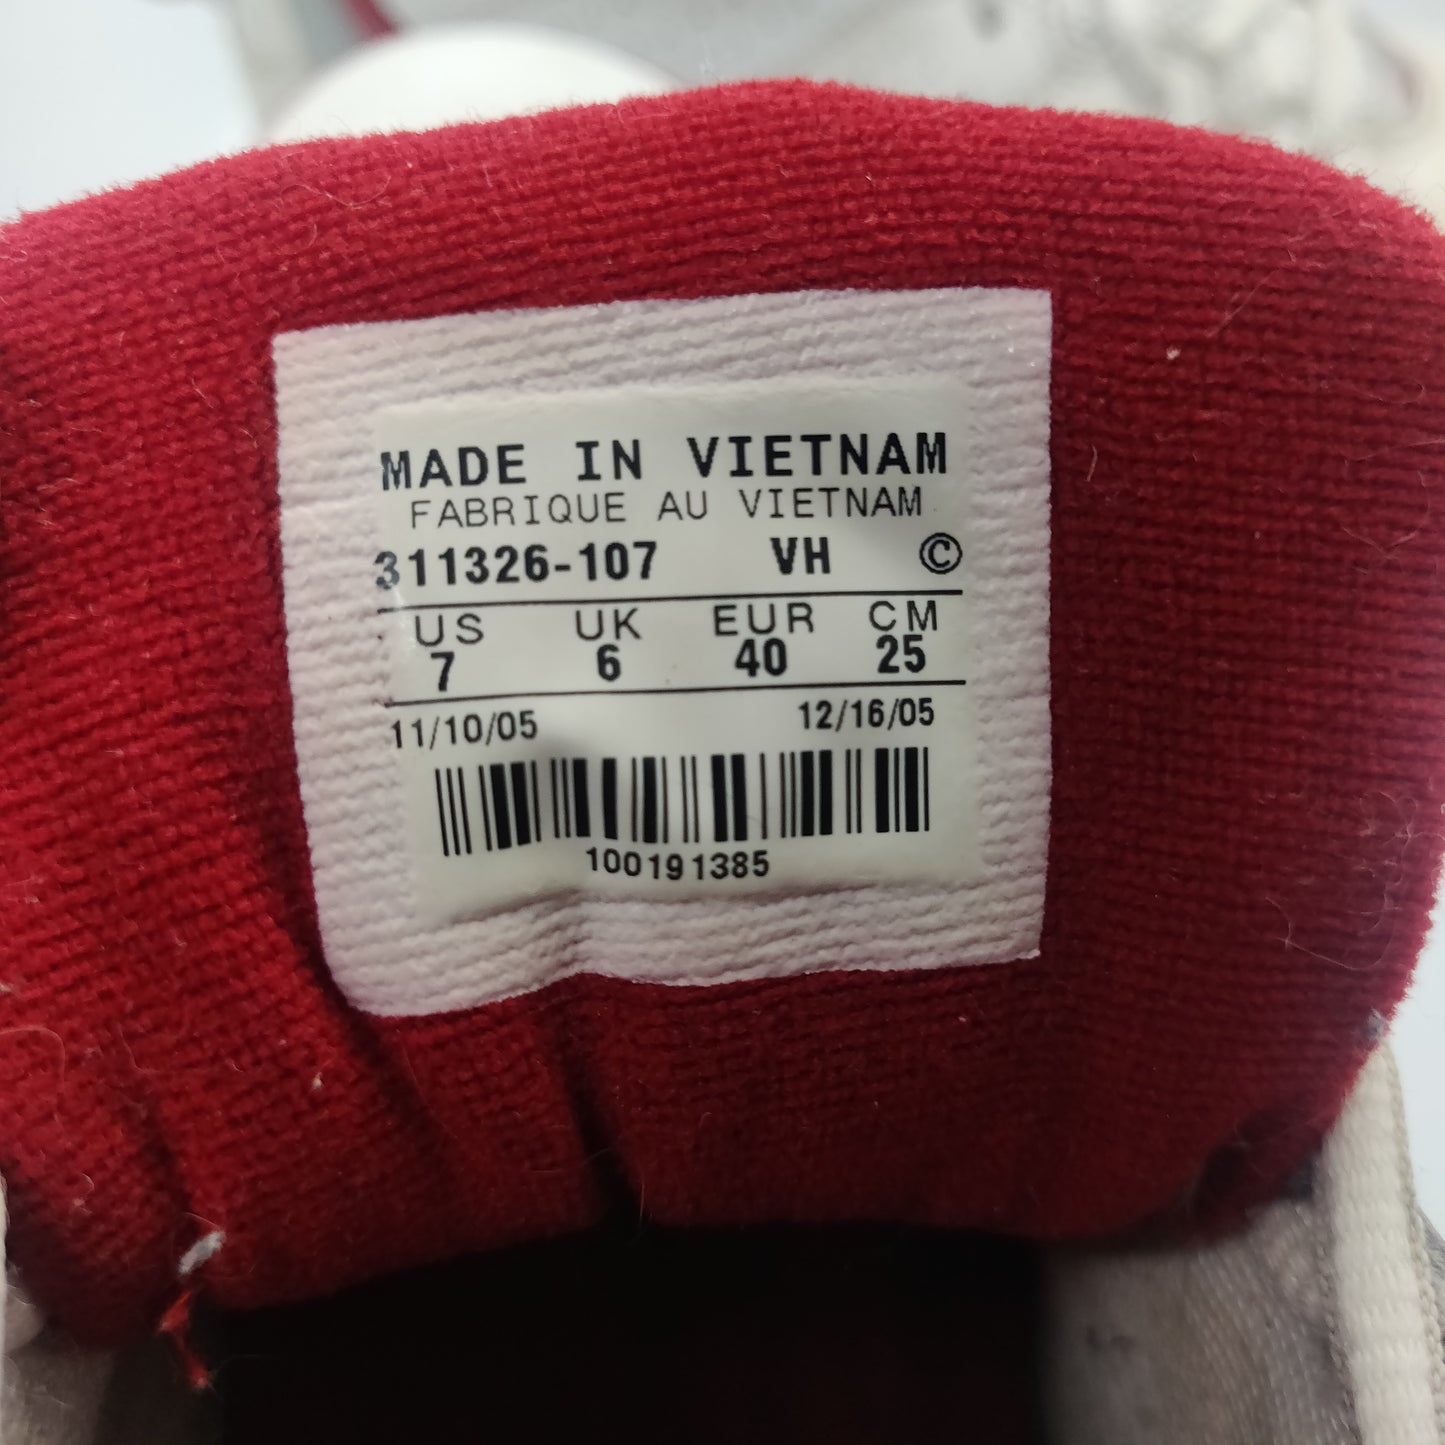 MADE IN VIETNAM
FABRIQUE AU VIETNAM
311326-107 VH ©
US UK EUR CM
7 6 40 25
11/10/05 12/16/05
100191385